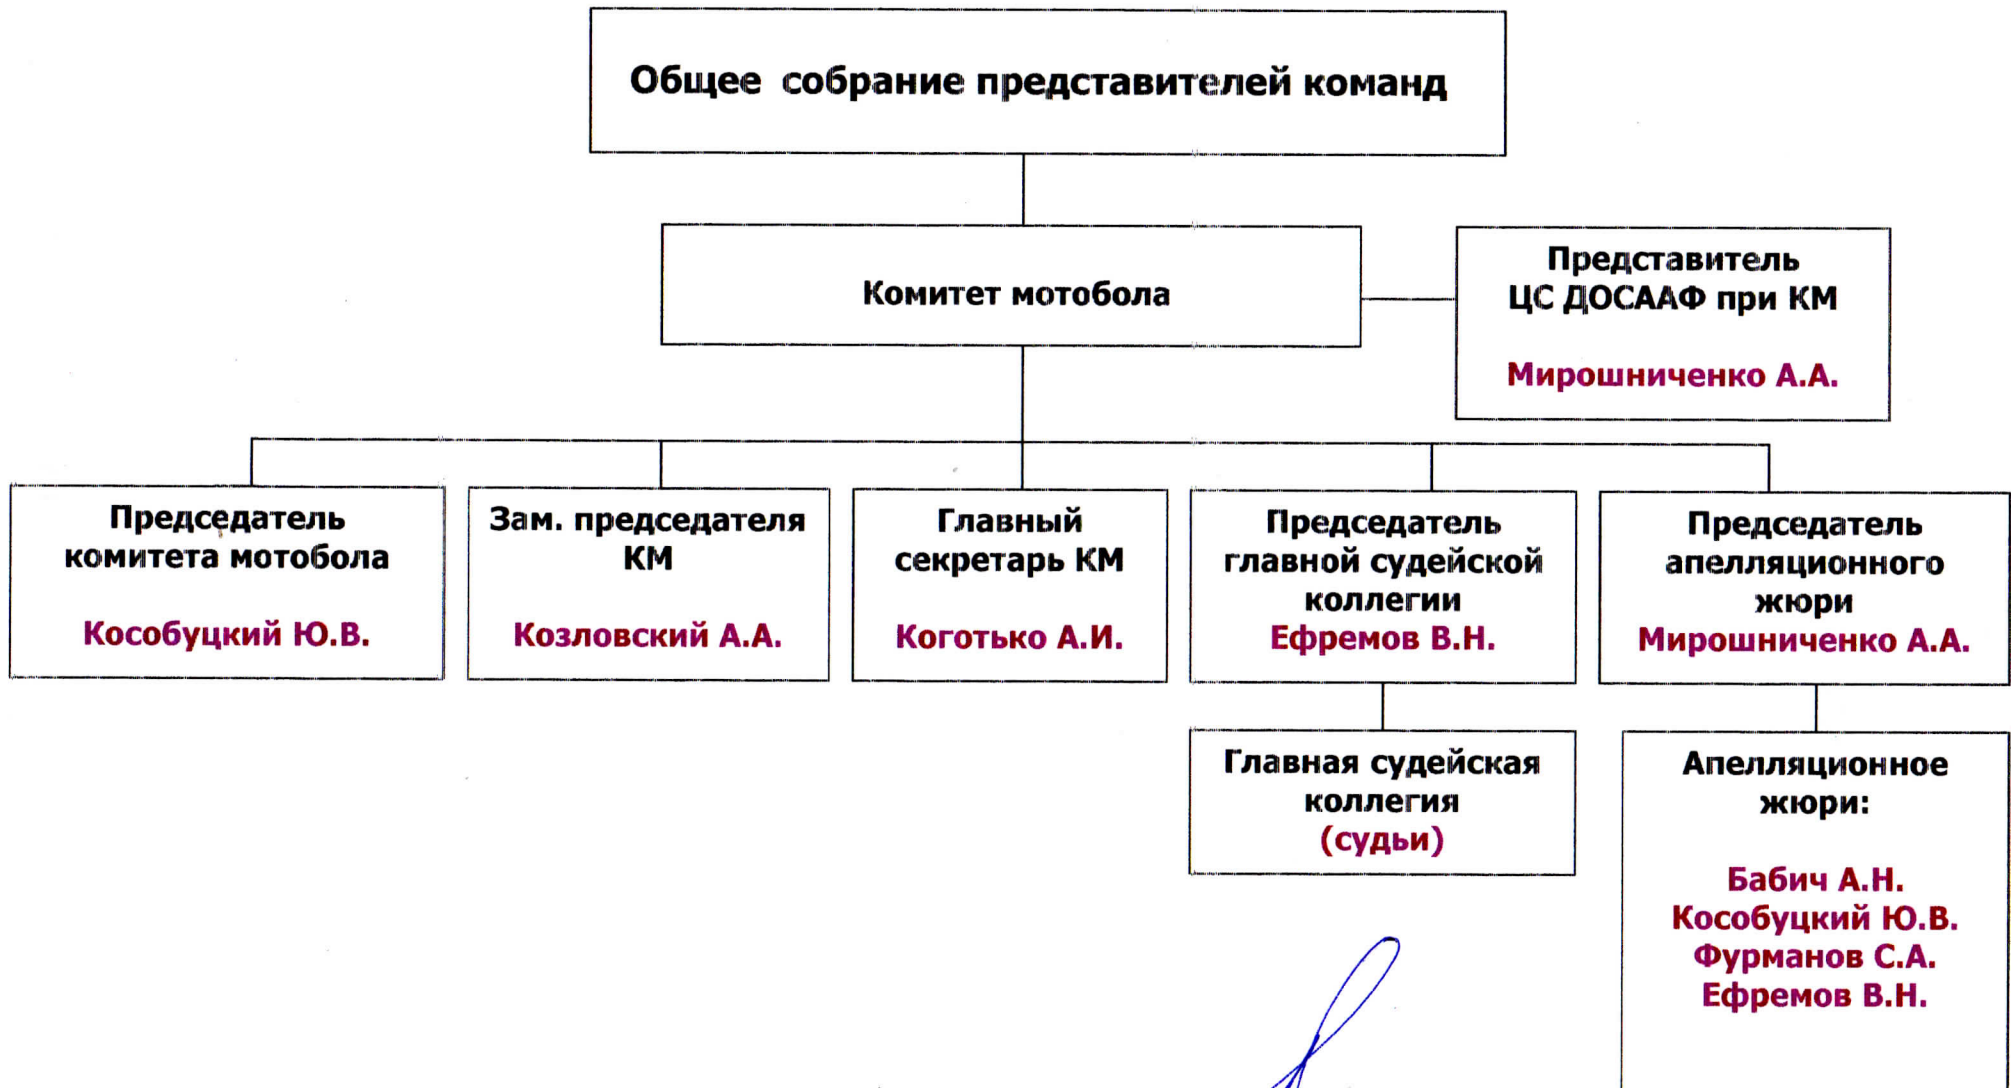 Общее собрание представителей команд
Комитет мотобола
Представитель
ЦС ДОСААФ при КМ
Мирошниченко А.А.
Председатель
комитета мотобола
Кособуцкий Ю.В.
Зам. председателя
КМ
Козловский А.А.
Главный
секретарь КМ
Коготько А.И.
Председатель
главной судейской
коллегии
Ефремов В.Н.
Председатель
апелляционного
жюри
Мирошниченко А.А.
Главная судейская
коллегия
(судьи)
Апелляционное
жюри:
Бабич А.Н.
Кособуцкий Ю.В.
Фурманов С.А.
Ефремов В.Н.